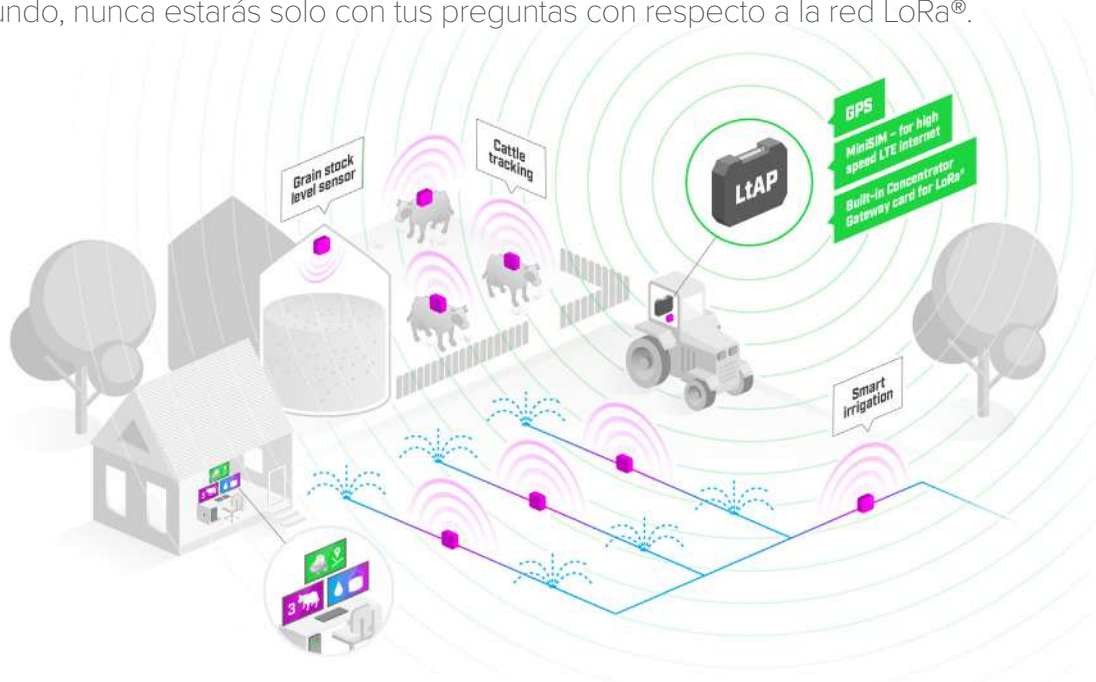 undo, nunca estarás solo con tus preguntas con respecto a la red LoRa®.
GPS
MiniSIM – for high
speed LTE internet
Built-in Concentrator
Gateway card for LoRa®
LtAP
Cattle
tracking
Grain stock
level sensor
Smart
irrigation
3